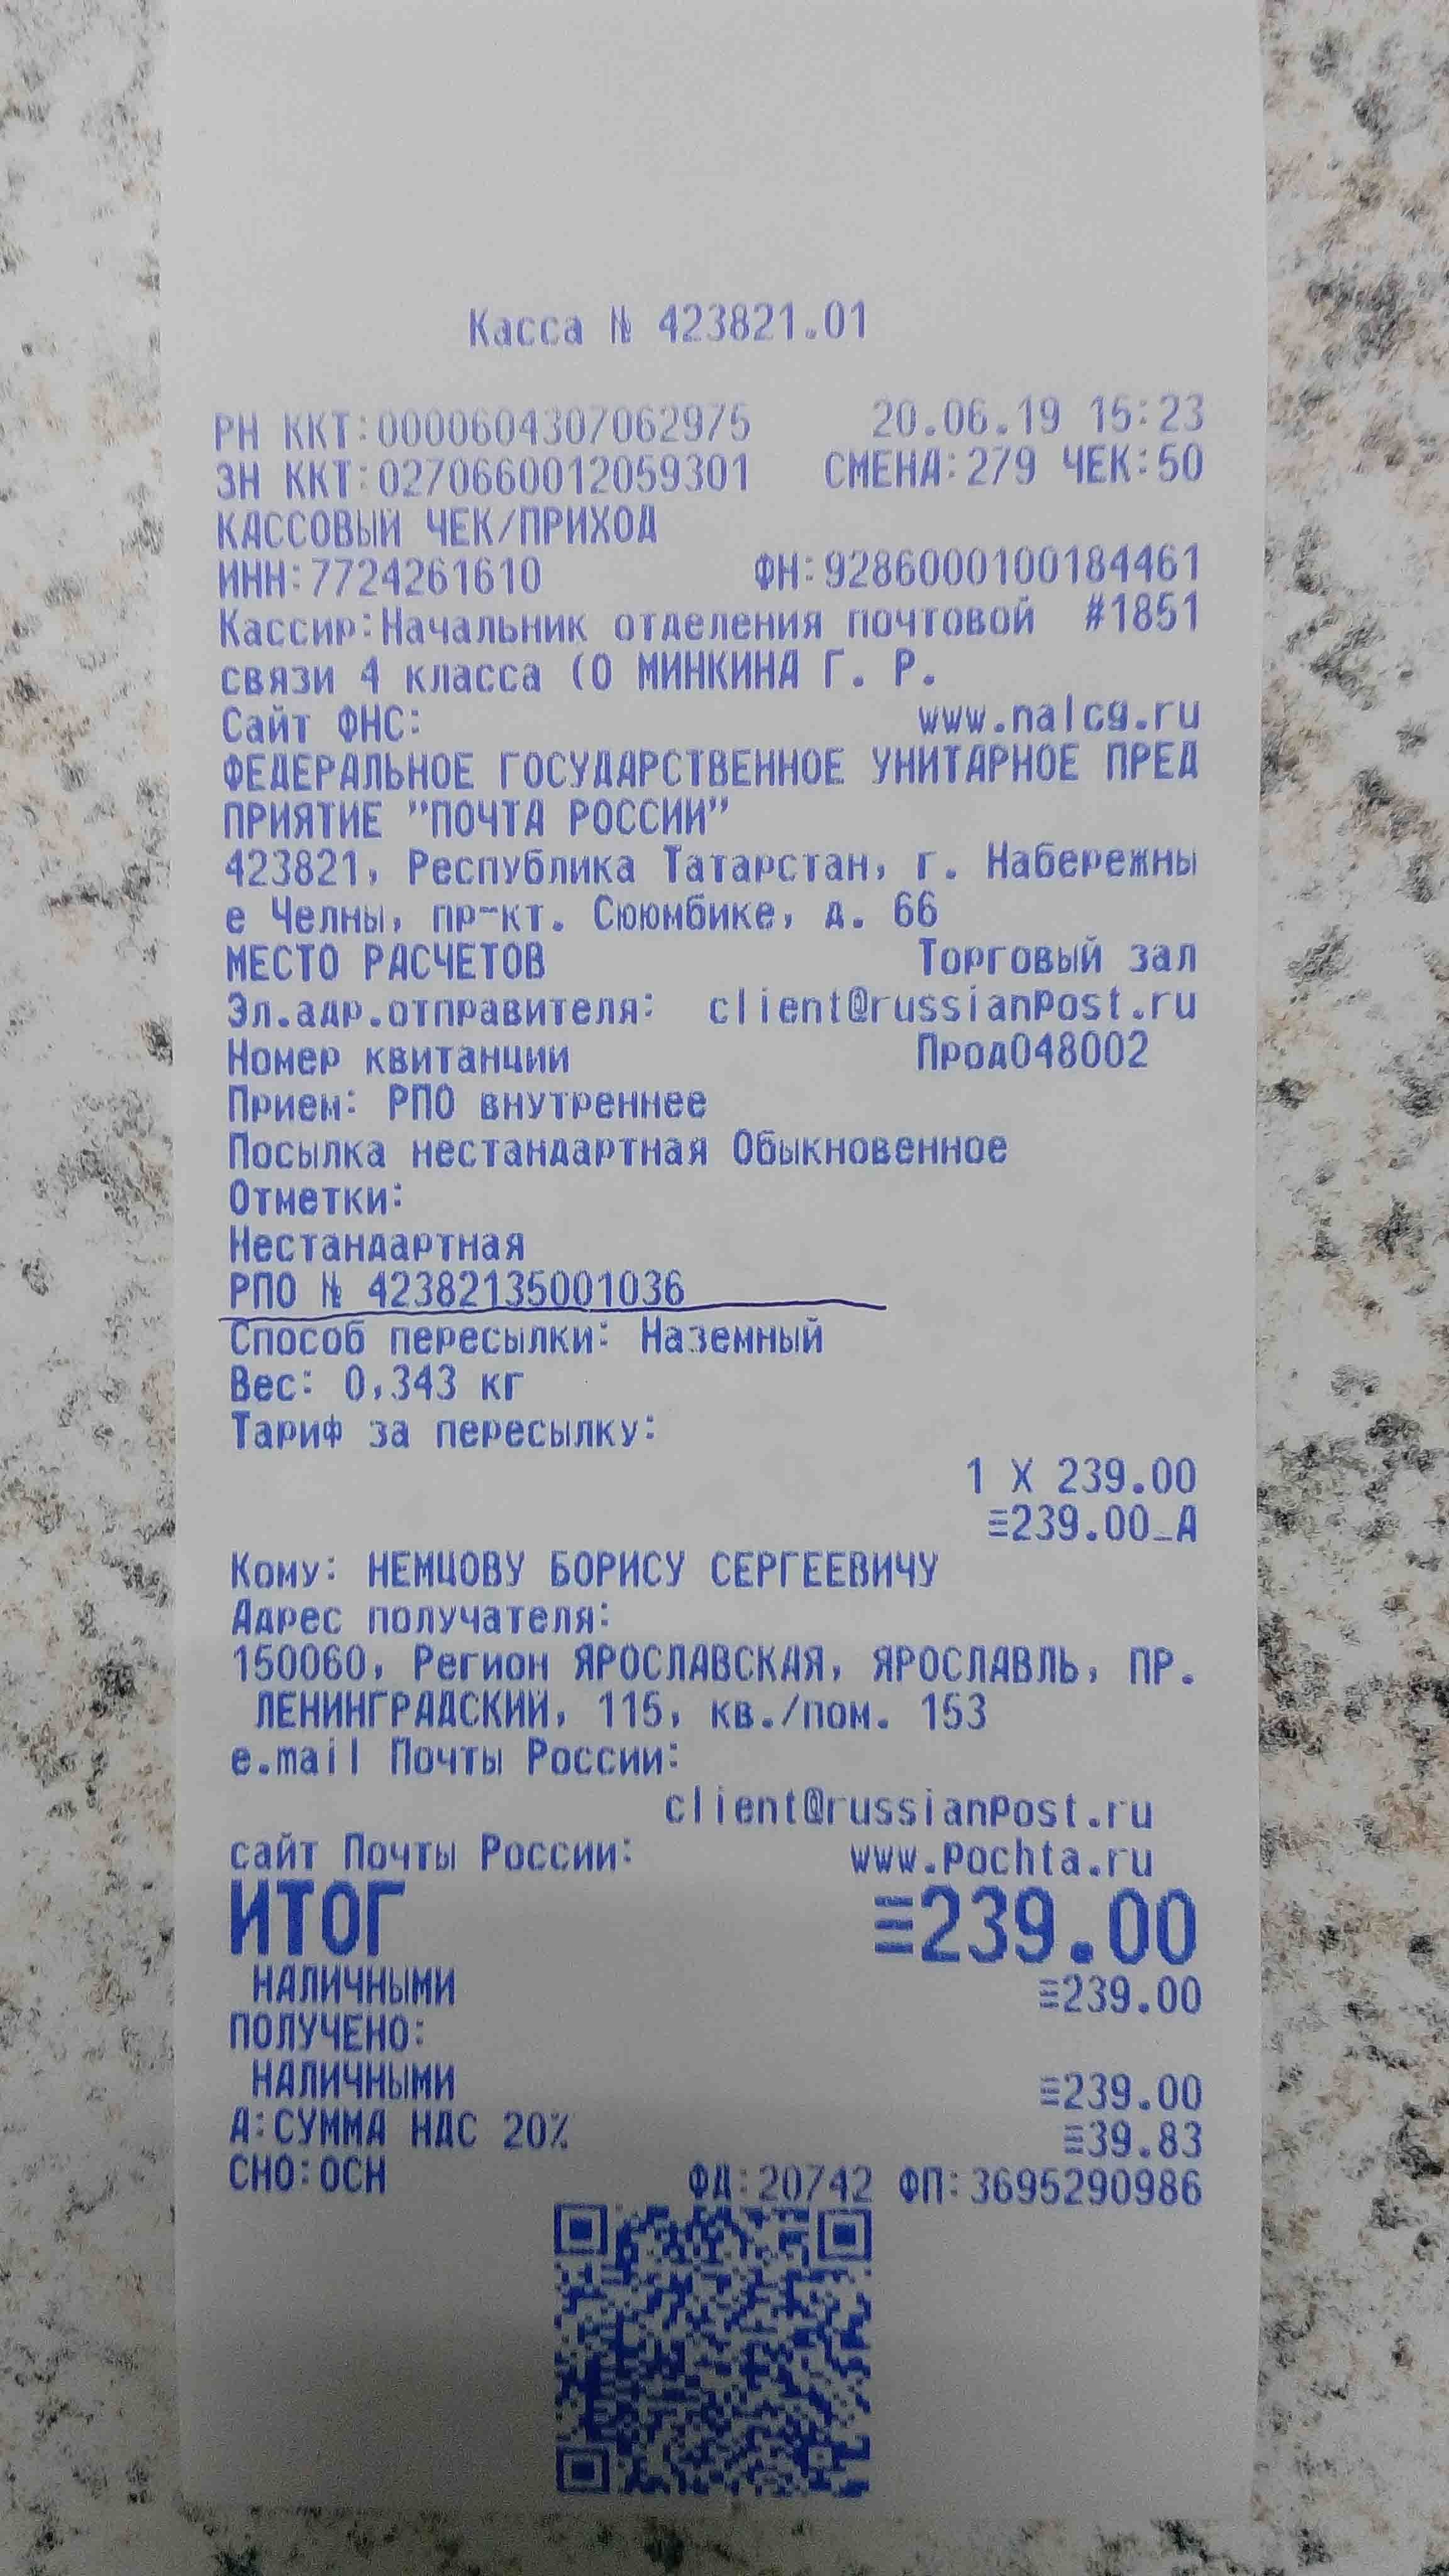 Касса № 423821.01
РН ККТ:0000604307062975 20.06.19 15:23
ЗН ККТ:0270660012059301 СМЕНА:279 ЧЕК:50
КАССОВЫЙ ЧЕК/ПРИХОД
ИНН:7724261610 ФН:9286000100184461
Кассир:Начальник отделения почтовой #1851
связи 4 класса (О МИНКИНА Г. Р.
Сайт ФНС: www.nalog.ru
ФЕДЕРАЛЬНОЕ ГОСУДАРСТВЕННОЕ УНИТАРНОЕ ПРЕД
ПРИЯТИЕ "ПОЧТА РОССИИ"
423821, Республика Татарстан, г. Набережны
е Челны, пр-кт. Сююмбике, д. 66
МЕСТО РАСЧЕТОВ Торговый зал
Эл.адр.отправителя: client@russianpost.ru
Номер квитанции Прод048002
Прием: РПО внутреннее
Посылка нестандартная Обыкновенное
Отметки:
Нестандартная
РПО № 42382135001036
Способ пересылки: Наземный
Вес: 0,343 кг
Тариф за пересылку:
1 X 239.00
≡239.00_А
Кому: НЕМЦОВУ БОРИСУ СЕРГЕЕВИЧУ
Адрес получателя:
150060, Регион ЯРОСЛАВСКАЯ, ЯРОСЛАВЛЬ, ПР.
ЛЕНИНГРАДСКИЙ, 115, кв./пом. 153
e.mail Почты России:
client@russianpost.ru
сайт Почты России: www.pochta.ru
ИТОГ ≡239.00
НАЛИЧНЫМИ ≡239.00
ПОЛУЧЕНО:
НАЛИЧНЫМИ ≡239.00
А:СУММА НДС 20% ≡39.83
СНО:ОСН ФД:20742 ФП:3695290986